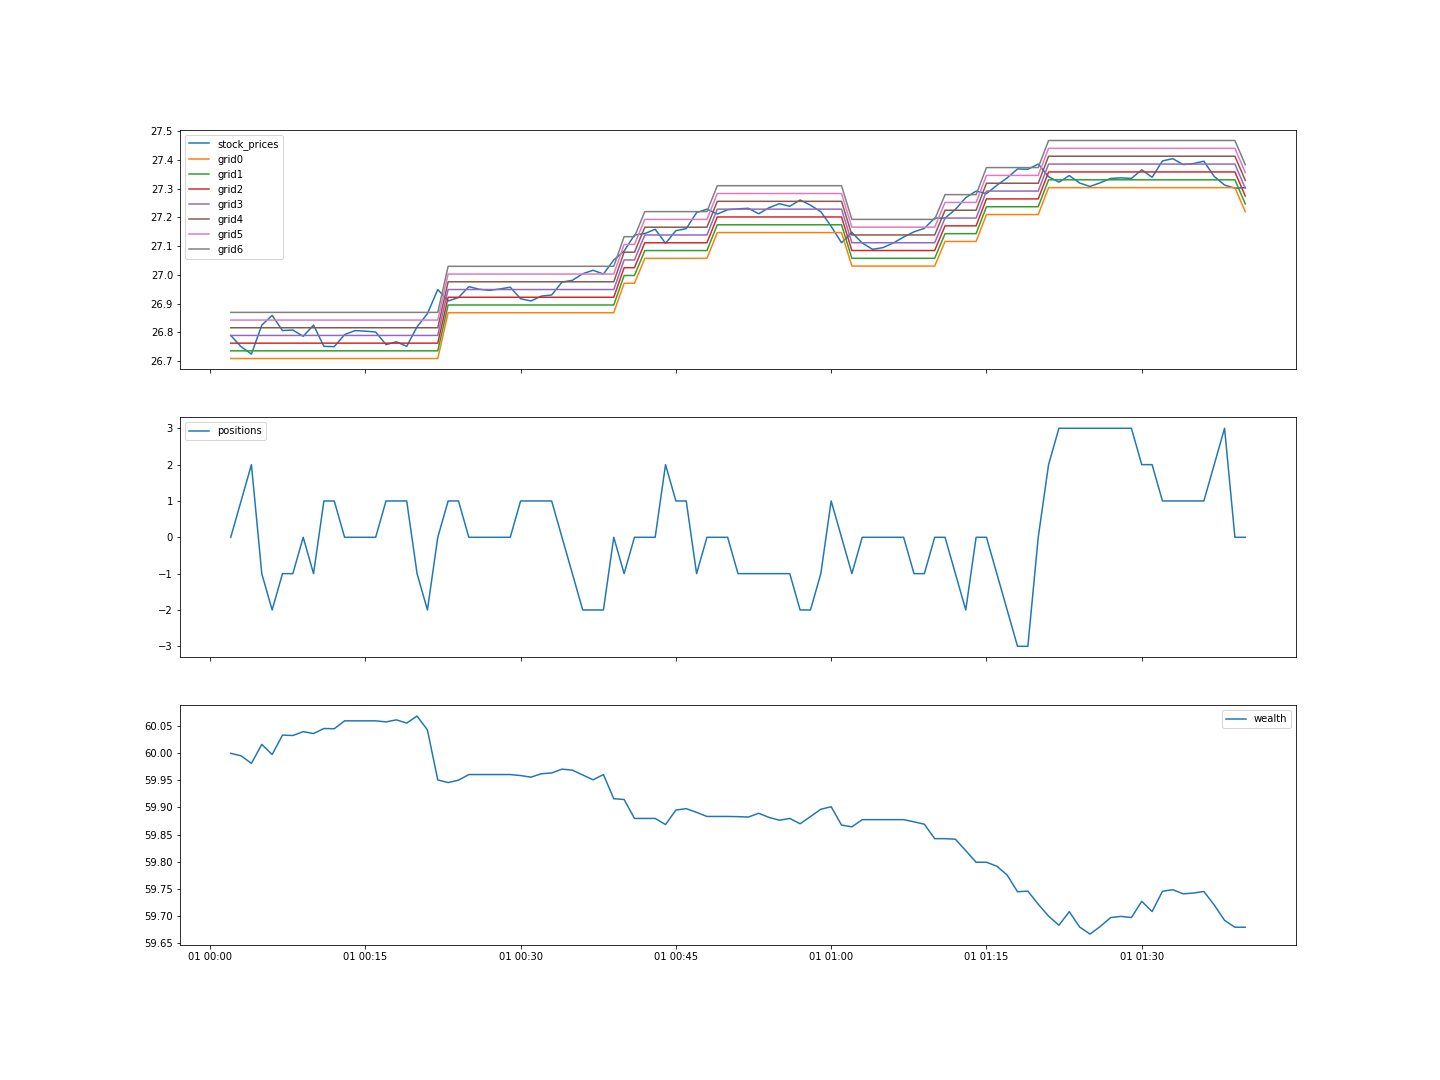 27.5
27.4
27.3
27.2
27.1
27.0
26.9
26.8
26.7
stock_prices
grid0
grid1
grid2
grid3
grid4
grid5
grid6
3
2
1
0
−1
−2
−3
positions
60.05
60.00
59.95
59.90
59.85
59.80
59.75
59.70
59.65
wealth
01 00:00 01 00:15 01 00:30 01 00:45 01 01:00 01 01:15 01 01:30